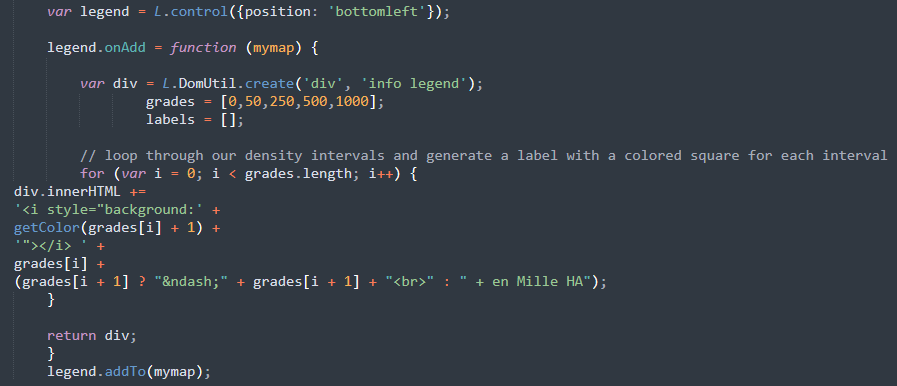 var legend = L.control({position: 'bottomleft'});
legend.onAdd = function (mymap) {
var div = L.DomUtil.create('div', 'info legend');
grades = [0,50,250,500,1000];
labels = [];
// loop through our density intervals and generate a label with a colored square for each interval
for (var i = 0; i < grades.length; i++) {
div.innerHTML +=
'<i style="background:' +
getColor(grades[i] + 1) +
'"></i> ' +
grades[i] +
(grades[i + 1] ? "&ndash;" + grades[i + 1] + "<br>" : " + en Mille HA");
}
return div;
}
legend.addTo(mymap);